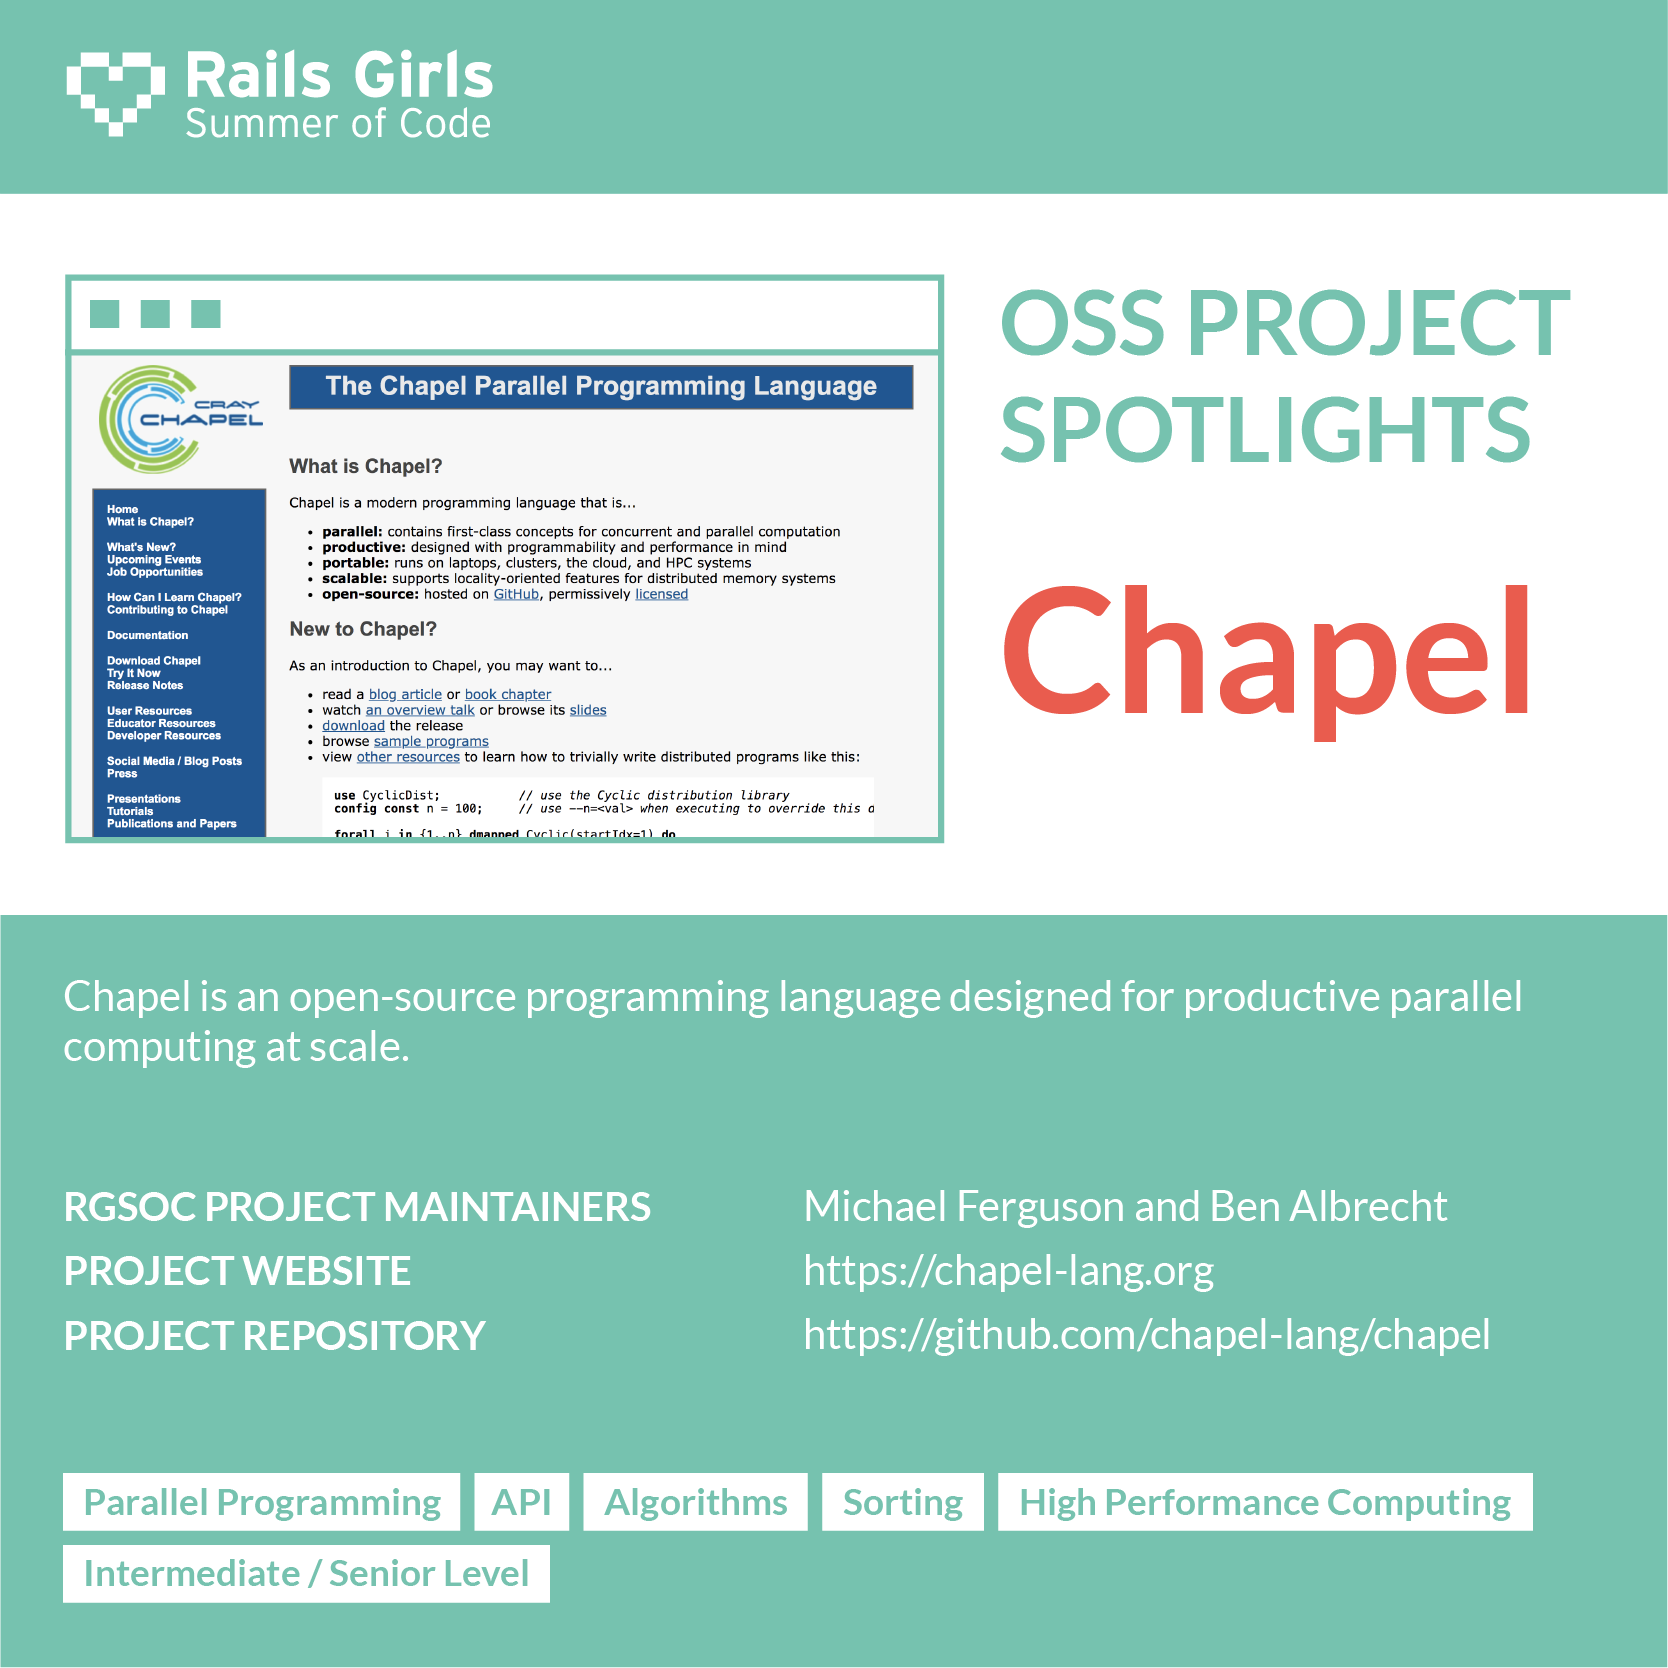 Rails Girls
Summer of Code
OSS PROJECT
SPOTLIGHTS
Chapel
CRAY
CHAPEL
The Chapel Parallel Programming Language
Home
What is Chapel?
What's New?
Upcoming Events
Job Opportunities
How Can I Learn Chapel?
Contributing to Chapel
Documentation
Download Chapel
Try It Now
Release Notes
User Resources
Educator Resources
Developer Resources
Social Media / Blog Posts
Press
Presentations
Tutorials
Publications and Papers
What is Chapel?
Chapel is a modern programming language that is...
• parallel: contains first-class concepts for concurrent and parallel computation
• productive: designed with programmability and performance in mind
• portable: runs on laptops, clusters, the cloud, and HPC systems
• scalable: supports locality-oriented features for distributed memory systems
• open-source: hosted on GitHub, permissively licensed
New to Chapel?
As an introduction to Chapel, you may want to...
• read a blog article or book chapter
• watch an overview talk or browse its slides
• download the release
• browse sample programs
• view other resources to learn how to trivially write distributed programs like this:
use CyclicDist; // use the Cyclic distribution library
config const n = 100; // use --n=<val> when executing to override this
forall i in {1..n} dmapped Cyclic(startIdx=1) do
Chapel is an open-source programming language designed for productive parallel
computing at scale.
RGSOC PROJECT MAINTAINERS Michael Ferguson and Ben Albrecht
PROJECT WEBSITE https://chapel-lang.org
PROJECT REPOSITORY https://github.com/chapel-lang/chapel
Parallel Programming API Algorithms Sorting High Performance Computing
Intermediate / Senior Level